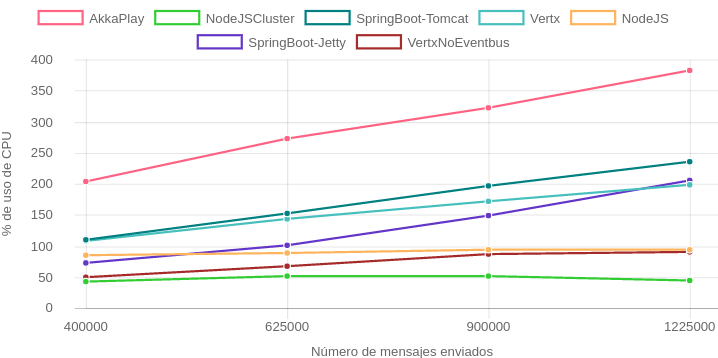 AkkaPlay NodeJSCluster SpringBoot-Tomcat Vertx NodeJS
SpringBoot-Jetty VertxNoEventbus
400
350
300
250
200
150
100
50
0
% de uso de CPU
400000 625000 900000 1225000
Número de mensajes enviados